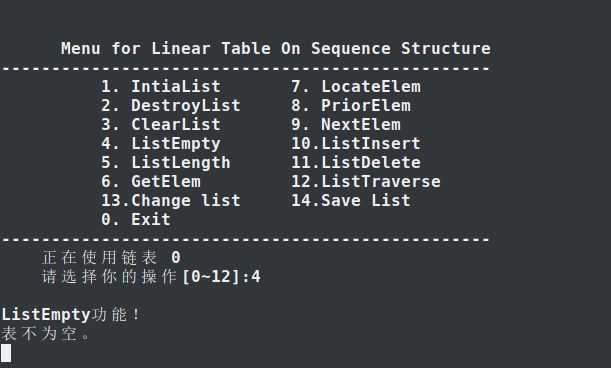 Menu for Linear Table On Sequence Structure
-------------------------------------------------
1. IntiaList 7. LocateElem
2. DestroyList 8. PriorElem
3. ClearList 9. NextElem
4. ListEmpty 10.ListInsert
5. ListLength 11.ListDelete
6. GetElem 12.ListTraverse
13.Change list 14.Save List
0. Exit
-------------------------------------------------
正在使用链表 0
请选择你的操作[0~12]:4
ListEmpty功能！
表不为空。